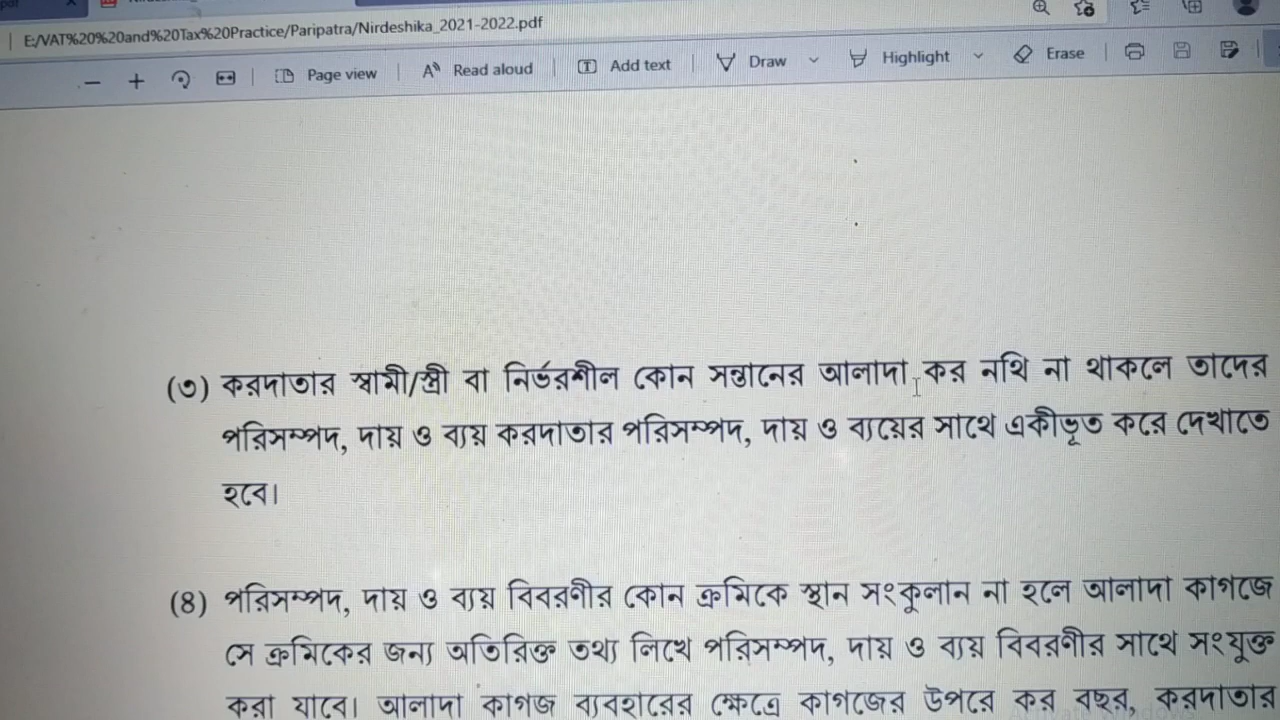 E:/VAT%20%20and%20Tax%20Practice/Paripatra/Nirdeshika_2021-2022.pdf
Page view Read aloud Add text Draw Highlight Erase
(৩) করদাতার স্বামী/স্ত্রী বা নির্ভরশীল কোন সন্তানের আলাদা কর নথি না থাকলে তাদের
পরিসম্পদ, দায় ও ব্যয় করদাতার পরিসম্পদ, দায় ও ব্যয়ের সাথে একীভূত করে দেখাতে
হবে।
(৪) পরিসম্পদ, দায় ও ব্যয় বিবরণীর কোন ক্রমিকে স্থান সংকুলান না হলে আলাদা কাগজে
সে ক্রমিকের জন্য অতিরিক্ত তথ্য লিখে পরিসম্পদ, দায় ও ব্যয় বিবরণীর সাথে সংযুক্ত
করা যাবে। আলাদা কাগজ ব্যবহারের ক্ষেত্রে কাগজের উপরে কর বছর, করদাতার